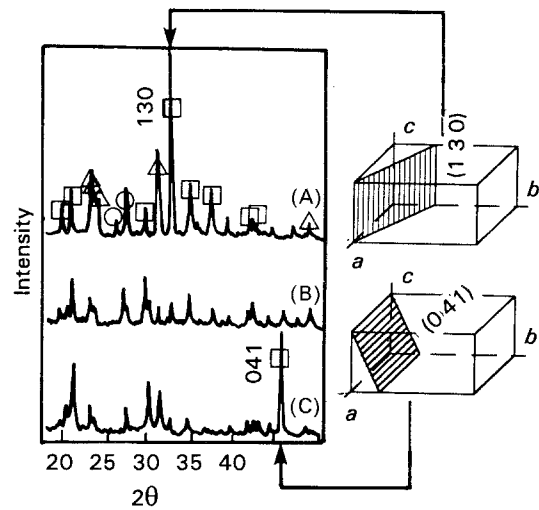 130
(A)
(B)
041
(C)
Intensity
20 25 30 35 40
2θ
c
(1 3 0)
b
a
c
(0 4 1)
b
a